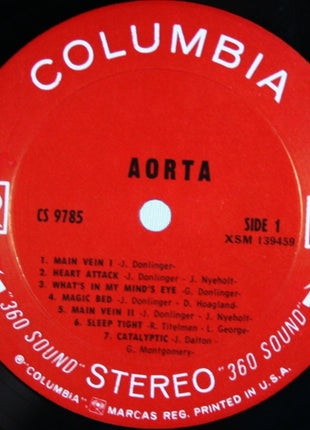 COLUMBIA
AORTA
CS 9785
SIDE 1
XSM 139459
1. MAIN VEIN I -J. Donlinger-
2. HEART ATTACK -J. Donlinger - J. Nyeholt-
3. WHAT'S IN MY MIND'S EYE -G. Donlinger-
4. MAGIC BED -J. Donlinger - D. Hoagland-
5. MAIN VEIN II -J. Donlinger - J. Nyeholt-
6. SLEEP TIGHT -R. Titelman - L. George-
7. CATALYPTIC -J. Dalton -
G. Montgomery-
"360 SOUND" STEREO "360 SOUND"
® "COLUMBIA", MARCAS REG. PRINTED IN U.S.A.